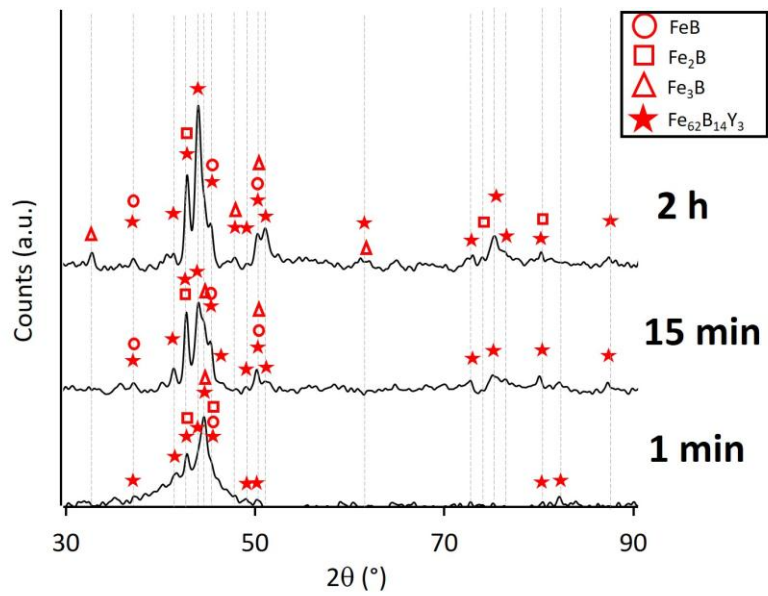 FeB
Fe₂B
Fe₃B
Fe₆₂B₁₄Y₃
2 h
15 min
1 min
Counts (a.u.)
30 50 70 90
2θ (°)